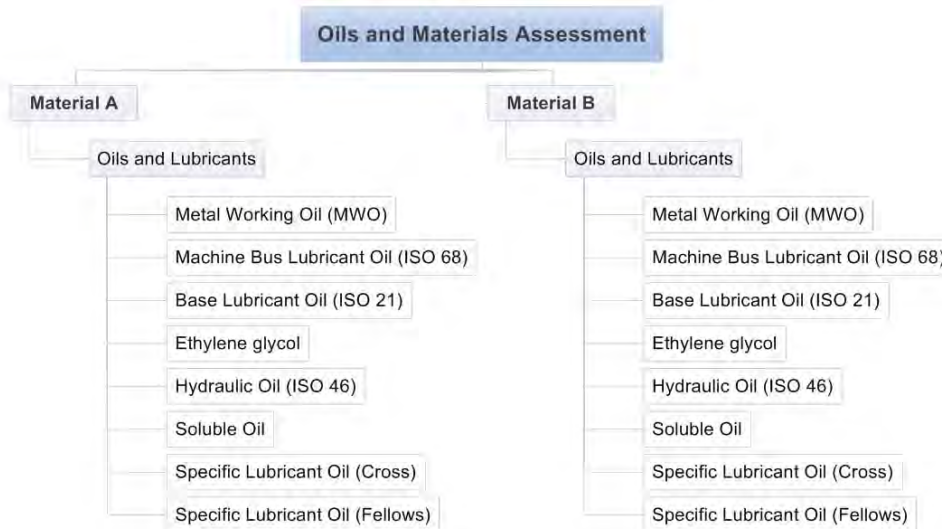 Oils and Materials Assessment
Material A
Oils and Lubricants
Metal Working Oil (MWO)
Machine Bus Lubricant Oil (ISO 68)
Base Lubricant Oil (ISO 21)
Ethylene glycol
Hydraulic Oil (ISO 46)
Soluble Oil
Specific Lubricant Oil (Cross)
Specific Lubricant Oil (Fellows)
Material B
Oils and Lubricants
Metal Working Oil (MWO)
Machine Bus Lubricant Oil (ISO 68)
Base Lubricant Oil (ISO 21)
Ethylene glycol
Hydraulic Oil (ISO 46)
Soluble Oil
Specific Lubricant Oil (Cross)
Specific Lubricant Oil (Fellows)